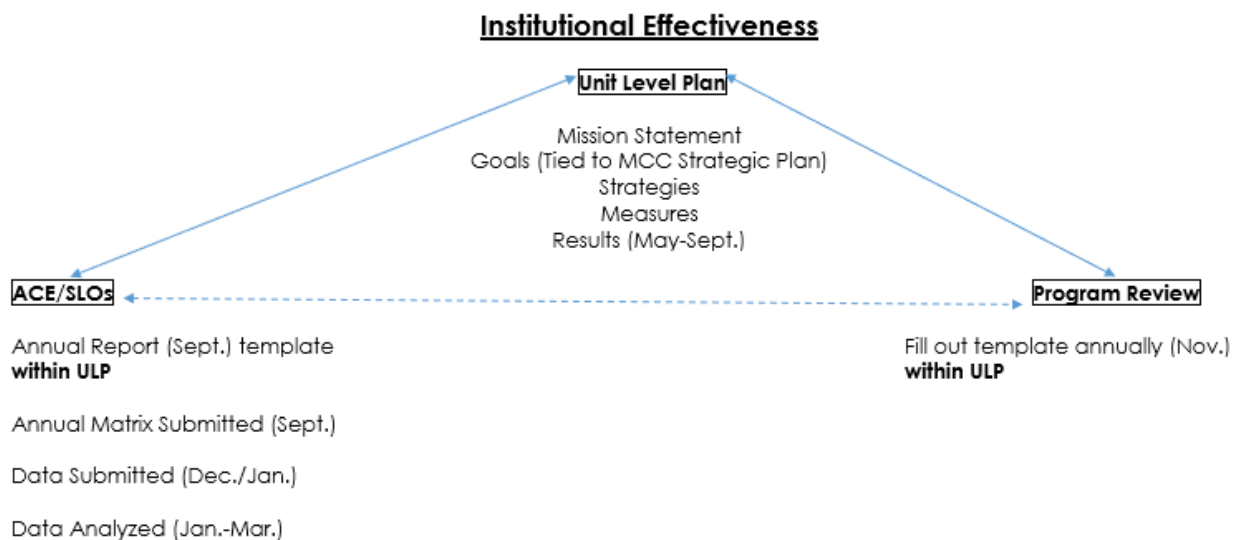 Institutional Effectiveness
Unit Level Plan
Mission Statement
Goals (Tied to MCC Strategic Plan)
Strategies
Measures
Results (May-Sept.)
ACE/SLOs
Annual Report (Sept.) template
within ULP
Annual Matrix Submitted (Sept.)
Data Submitted (Dec./Jan.)
Data Analyzed (Jan.-Mar.)
Program Review
Fill out template annually (Nov.)
within ULP